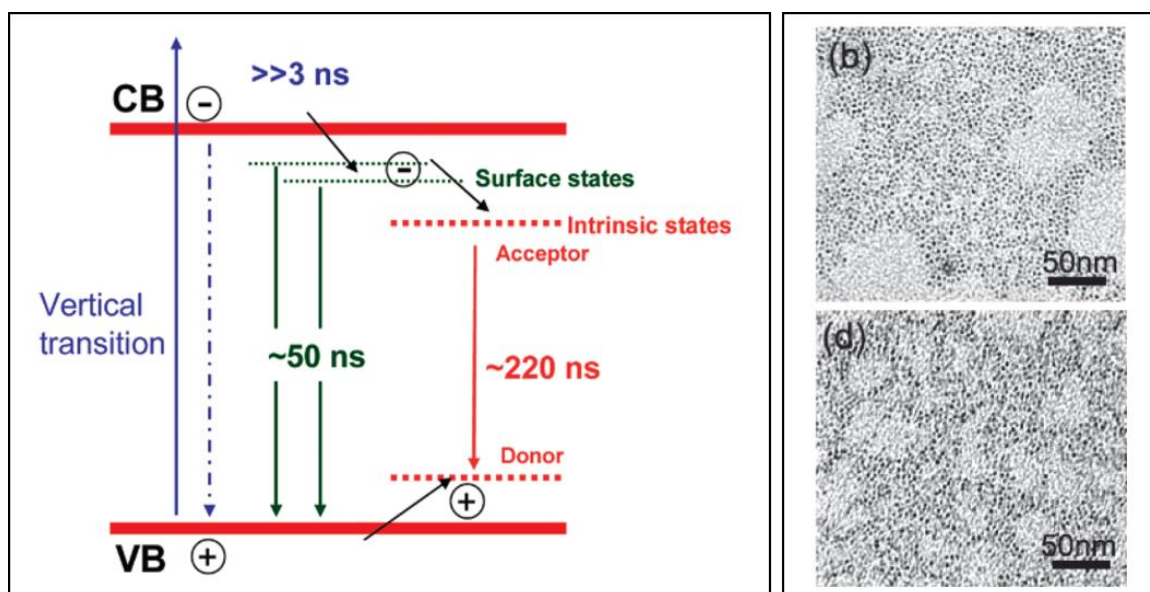 CB
-
>>3 ns
-
Surface states
Intrinsic states
Acceptor
Vertical
transition
~50 ns
~220 ns
Donor
+
VB
+
(b)
50nm
(d)
50nm